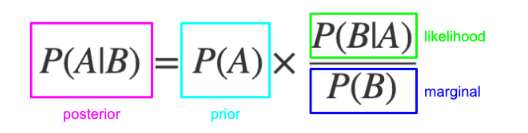 P(A|B) = P(A) × P(B|A) / P(B)
likelihood
marginal
posterior
prior